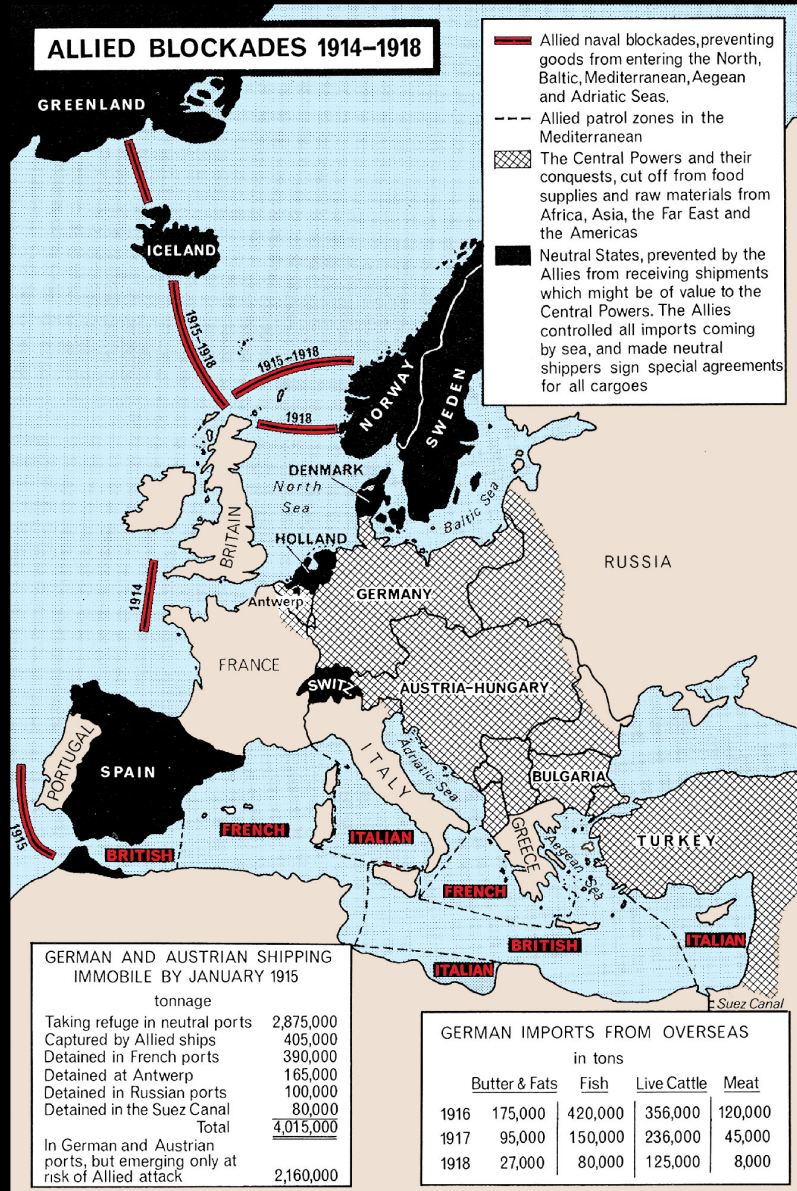 ALLIED BLOCKADES 1914–1918
Allied naval blockades, preventing
goods from entering the North,
Baltic, Mediterranean, Aegean
and Adriatic Seas.
Allied patrol zones in the
Mediterranean
The Central Powers and their
conquests, cut off from food
supplies and raw materials from
Africa, Asia, the Far East and
the Americas
Neutral States, prevented by the
Allies from receiving shipments
which might be of value to the
Central Powers. The Allies
controlled all imports coming
by sea, and made neutral
shippers sign special agreements
for all cargoes
GREENLAND
ICELAND
1915–1918
1915–1918
1918
NORWAY
SWEDEN
DENMARK
North
Sea
Baltic Sea
HOLLAND
BRITAIN
1914
Antwerp
GERMANY
RUSSIA
FRANCE
SWITZ
AUSTRIA–HUNGARY
PORTUGAL
SPAIN
ITALY
Adriatic Sea
BULGARIA
1915
BRITISH
FRENCH
ITALIAN
GREECE
Aegean Sea
TURKEY
FRENCH
BRITISH
ITALIAN
ITALIAN
Suez Canal
GERMAN AND AUSTRIAN SHIPPING
IMMOBILE BY JANUARY 1915
tonnage
Taking refuge in neutral ports 2,875,000
Captured by Allied ships 405,000
Detained in French ports 390,000
Detained at Antwerp 165,000
Detained in Russian ports 100,000
Detained in the Suez Canal 80,000
Total 4,015,000
In German and Austrian
ports, but emerging only at
risk of Allied attack 2,160,000
GERMAN IMPORTS FROM OVERSEAS
in tons
Butter & Fats Fish Live Cattle Meat
1916 175,000 420,000 356,000 120,000
1917 95,000 150,000 236,000 45,000
1918 27,000 80,000 125,000 8,000